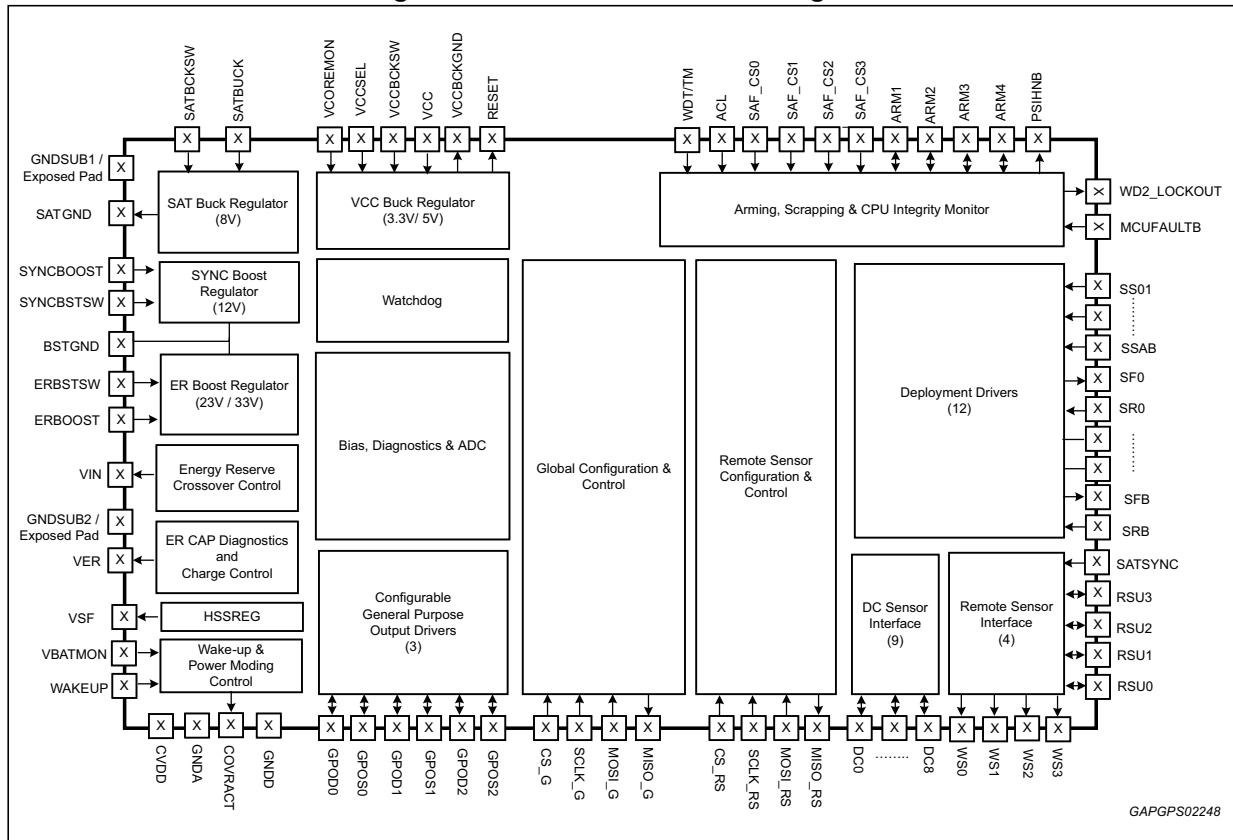 SATBCKSW
SATBUCK
VCOREMON
VCCSEL
VCCBCKSW
VCC
VCCBCKGND
RESET
WDT/TM
ACL
SAF_CS0
SAF_CS1
SAF_CS2
SAF_CS3
ARM1
ARM2
ARM3
ARM4
PSIHNB
X X X X X X X X X X X X X X X X X X X
GNDSUB1 /
Exposed Pad
X
SATGND
X
SAT Buck Regulator
(8V)
VCC Buck Regulator
(3.3V/ 5V)
Arming, Scrapping & CPU Integrity Monitor
X
WD2_LOCKOUT
X
MCUFAULTB
SYNCBOOST
X
SYNCBSTSW
X
SYNC Boost
Regulator
(12V)
Watchdog
BSTGND
X
ERBSTSW
X
ERBOOST
X
ER Boost Regulator
(23V / 33V)
Bias, Diagnostics & ADC
Global Configuration &
Control
Remote Sensor
Configuration &
Control
Deployment Drivers
(12)
X
SS01
X
........
X
SSAB
X
SF0
X
SR0
X
........
X
X
SFB
X
SRB
VIN
X
Energy Reserve
Crossover Control
GNDSUB2 /
Exposed Pad
X
VER
X
ER CAP Diagnostics
and
Charge Control
VSF
X
HSSREG
VBATMON
X
WAKEUP
X
Wake-up &
Power Moding
Control
Configurable
General Purpose
Output Drivers
(3)
DC Sensor
Interface
(9)
Remote Sensor
Interface
(4)
X
SATSYNC
X
RSU3
X
RSU2
X
RSU1
X
RSU0
X X X X X X X X X X X X X X X X X X X X X X X X X
CVDD
GNDA
COVRACT
GNDD
GPOD0
GPOS0
GPOD1
GPOS1
GPOD2
GPOS2
CS_G
SCLK_G
MOSI_G
MISO_G
CS_RS
SCLK_RS
MOSI_RS
MISO_RS
DC0
........
DC8
WS0
WS1
WS2
WS3
GAPGPS02248